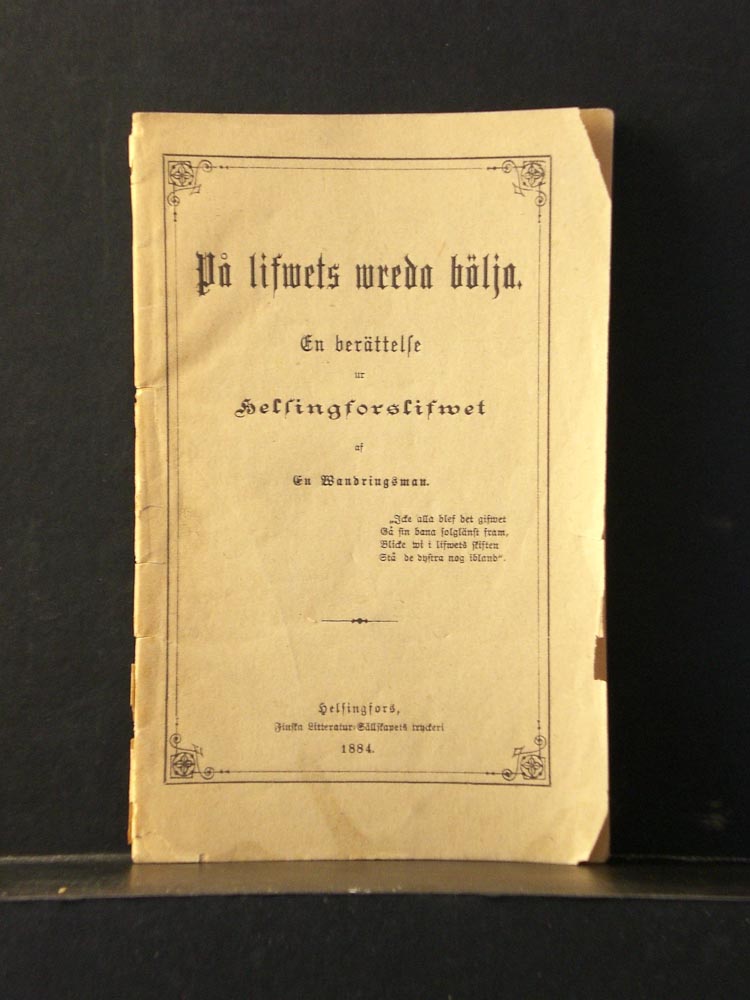 På lifwets wreda bölja.
En berättelse
ur
Helsingforslifwet
af
En Wandringsman.
„Icke alla blef det gifwet
Gå sin bana solglänst fram,
Blicke wi i lifwets skiften
Stå de dystra nog ibland“.
Helsingfors,
Finska Litteratur-Sällskapets tryckeri
1884.